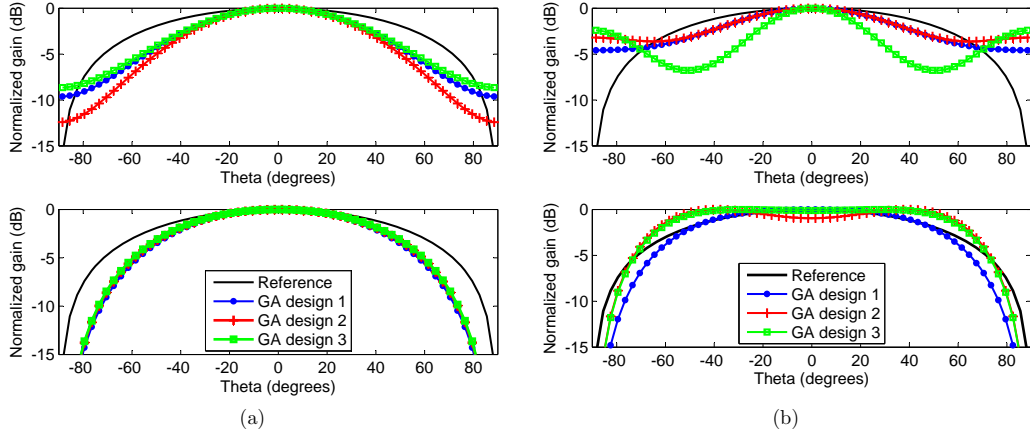 0
-5
-10
-15
Normalized gain (dB)
-80 -60 -40 -20 0 20 40 60 80
Theta (degrees)
0
-5
-10
-15
Normalized gain (dB)
-80 -60 -40 -20 0 20 40 60 80
Theta (degrees)
0
-5
-10
-15
Normalized gain (dB)
Reference
GA design 1
GA design 2
GA design 3
-80 -60 -40 -20 0 20 40 60 80
Theta (degrees)
0
-5
-10
-15
Normalized gain (dB)
Reference
GA design 1
GA design 2
GA design 3
-80 -60 -40 -20 0 20 40 60 80
Theta (degrees)
(a)
(b)